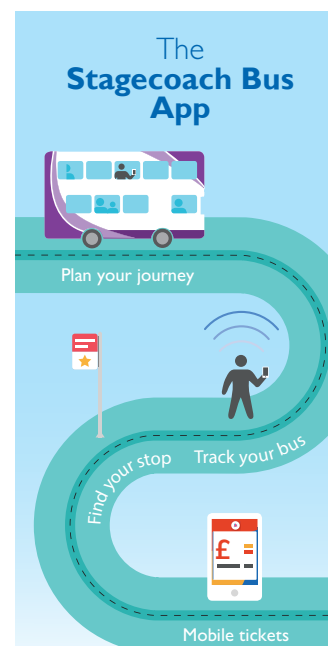 The
Stagecoach Bus
App
Plan your journey
Find your stop
Track your bus
£
Mobile tickets